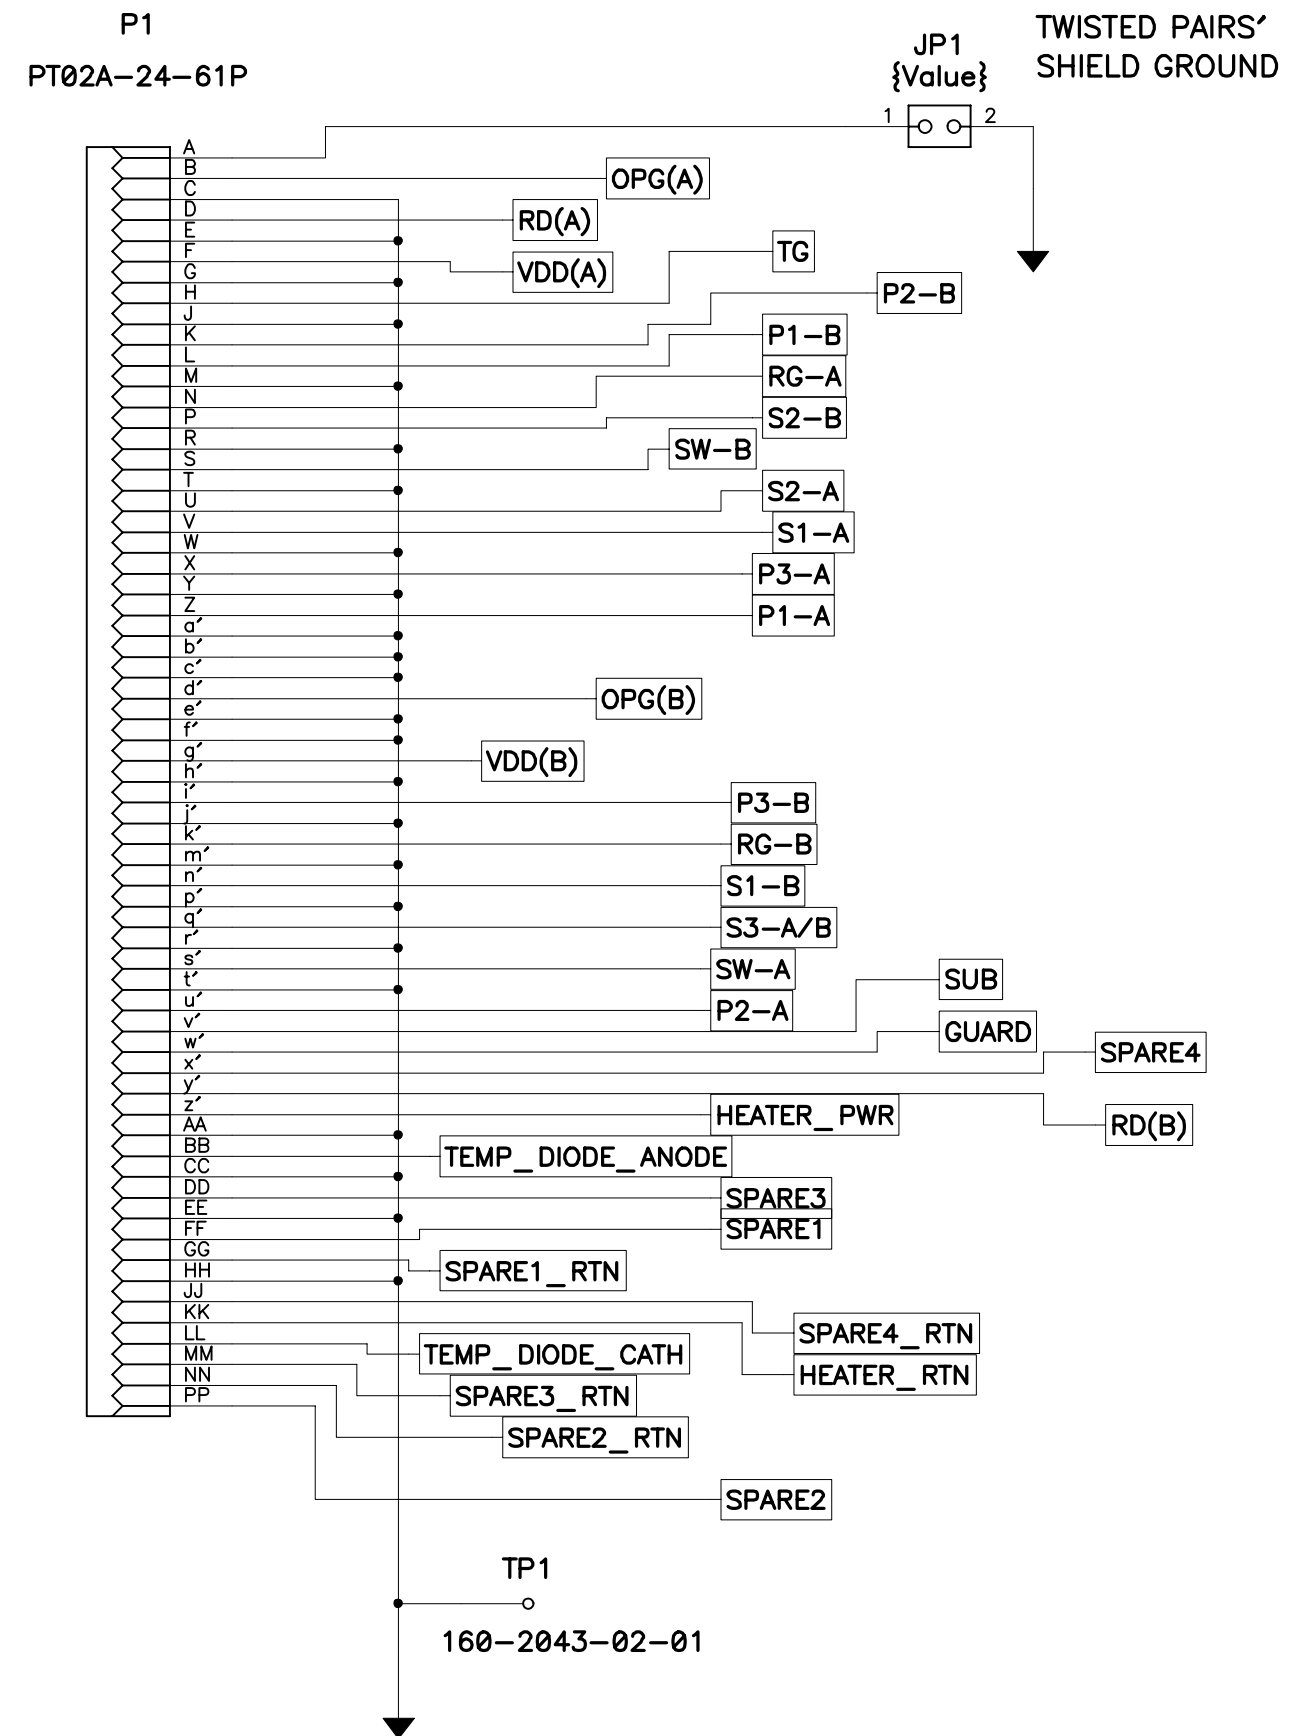 P1
PT02A-24-61P
JP1
{Value}
TWISTED PAIRS'
SHIELD GROUND
1
2
A
B
OPG(A)
C
D
RD(A)
E
F
VDD(A)
G
TG
H
P2-B
J
K
P1-B
L
M
RG-A
N
P
S2-B
R
S
SW-B
T
U
S2-A
V
S1-A
W
X
P3-A
Y
Z
P1-A
a'
b'
c'
d'
OPG(B)
e'
f'
g'
VDD(B)
h'
i'
P3-B
j'
k'
RG-B
m'
n'
S1-B
p'
q'
S3-A/B
r'
s'
SW-A
t'
u'
P2-A
v'
SUB
w'
GUARD
x'
SPARE4
y'
RD(B)
z'
HEATER_PWR
AA
BB
TEMP_DIODE_ANODE
CC
DD
SPARE3
EE
FF
SPARE1
GG
SPARE1_RTN
HH
JJ
SPARE4_RTN
KK
HEATER_RTN
LL
TEMP_DIODE_CATH
MM
SPARE3_RTN
NN
SPARE2_RTN
PP
SPARE2
TP1
160-2043-02-01